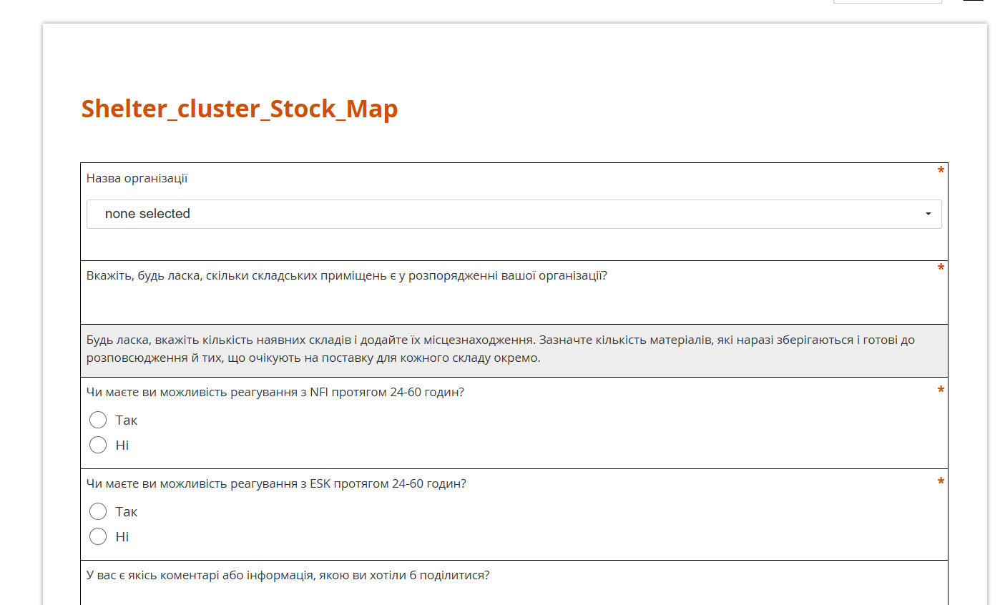 Shelter_cluster_Stock_Map
Назва організації
*
none selected
Вкажіть, будь ласка, скільки складських приміщень є у розпорядженні вашої організації?
*
Будь ласка, вкажіть кількість наявних складів і додайте їх місцезнаходження. Зазначте кількість матеріалів, які наразі зберігаються і готові до
розповсюдження й тих, що очікують на поставку для кожного складу окремо.
Чи маєте ви можливість реагування з NFI протягом 24-60 годин?
*
Так
Ні
Чи маєте ви можливість реагування з ESK протягом 24-60 годин?
*
Так
Ні
У вас є якісь коментарі або інформація, якою ви хотіли б поділитися?